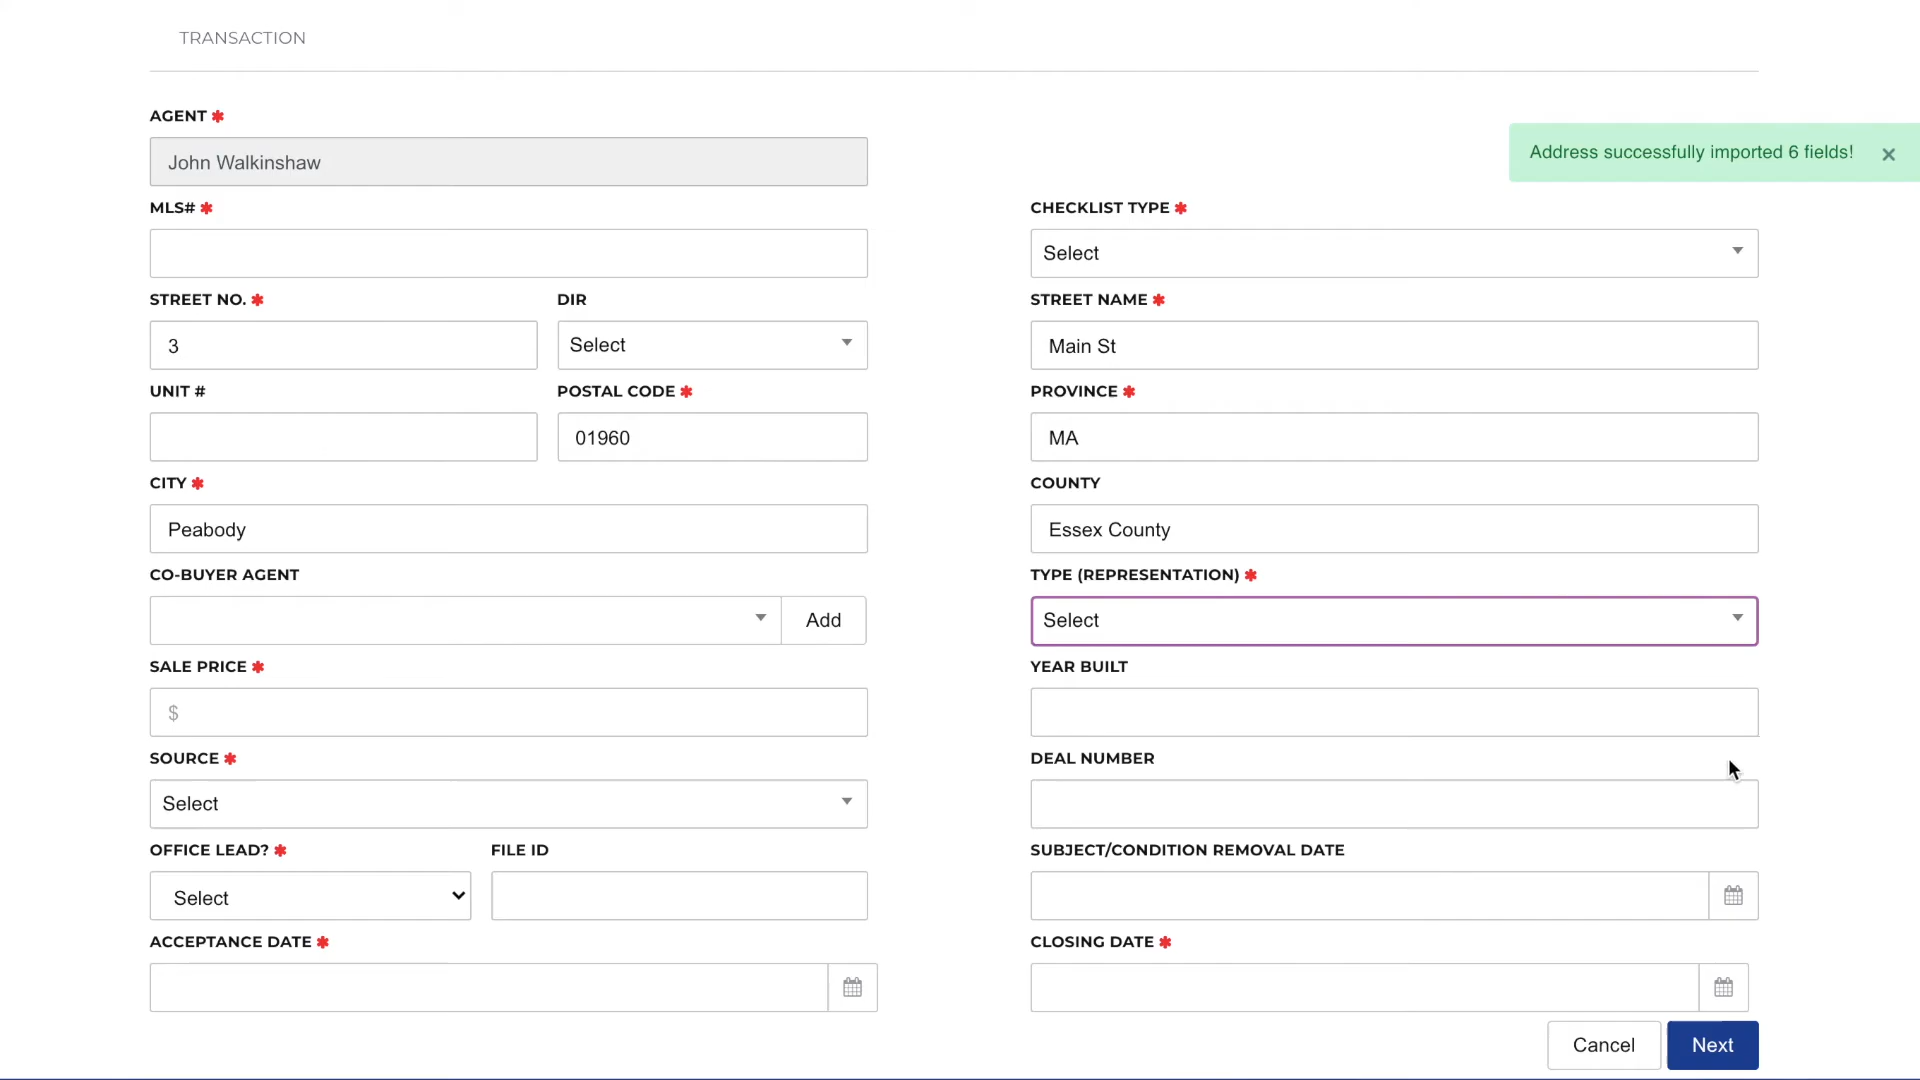 TRANSACTION
AGENT *
John Walkinshaw
Address successfully imported 6 fields! ×
MLS# *
CHECKLIST TYPE *
Select
STREET NO. *
DIR
STREET NAME *
3
Select
Main St
UNIT #
POSTAL CODE *
PROVINCE *
01960
MA
CITY *
COUNTY
Peabody
Essex County
CO-BUYER AGENT
TYPE (REPRESENTATION) *
Add
Select
SALE PRICE *
YEAR BUILT
$
SOURCE *
DEAL NUMBER
Select
OFFICE LEAD? *
FILE ID
SUBJECT/CONDITION REMOVAL DATE
Select
ACCEPTANCE DATE *
CLOSING DATE *
Cancel
Next